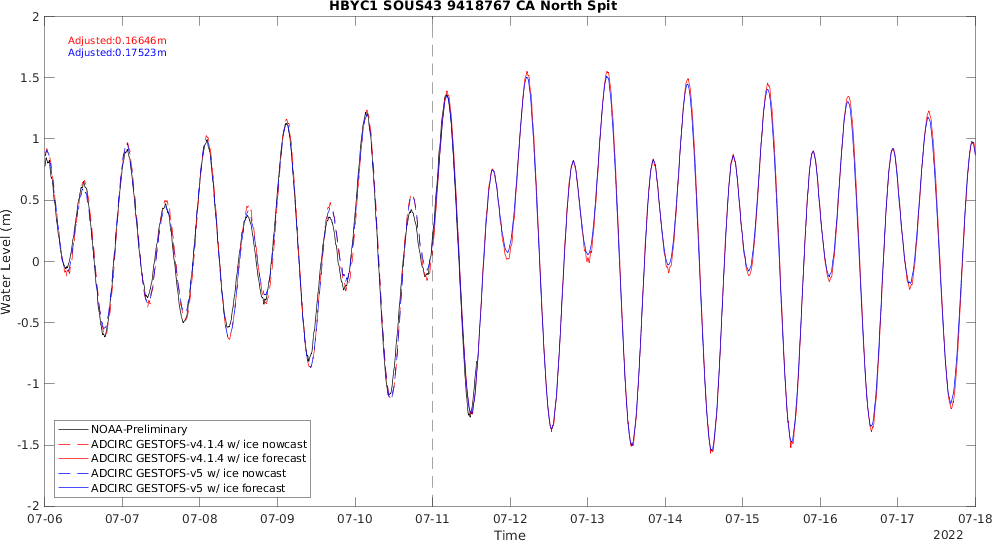 HBYC1 SOUS43 9418767 CA North Spit
Adjusted:0.16646m
Adjusted:0.17523m
2
1.5
1
0.5
0
-0.5
-1
-1.5
-2
Water Level (m)
NOAA-Preliminary
ADCIRC GESTOFS-v4.1.4 w/ ice nowcast
ADCIRC GESTOFS-v4.1.4 w/ ice forecast
ADCIRC GESTOFS-v5 w/ ice nowcast
ADCIRC GESTOFS-v5 w/ ice forecast
07-06 07-07 07-08 07-09 07-10 07-11 07-12 07-13 07-14 07-15 07-16 07-17 07-18
Time
2022